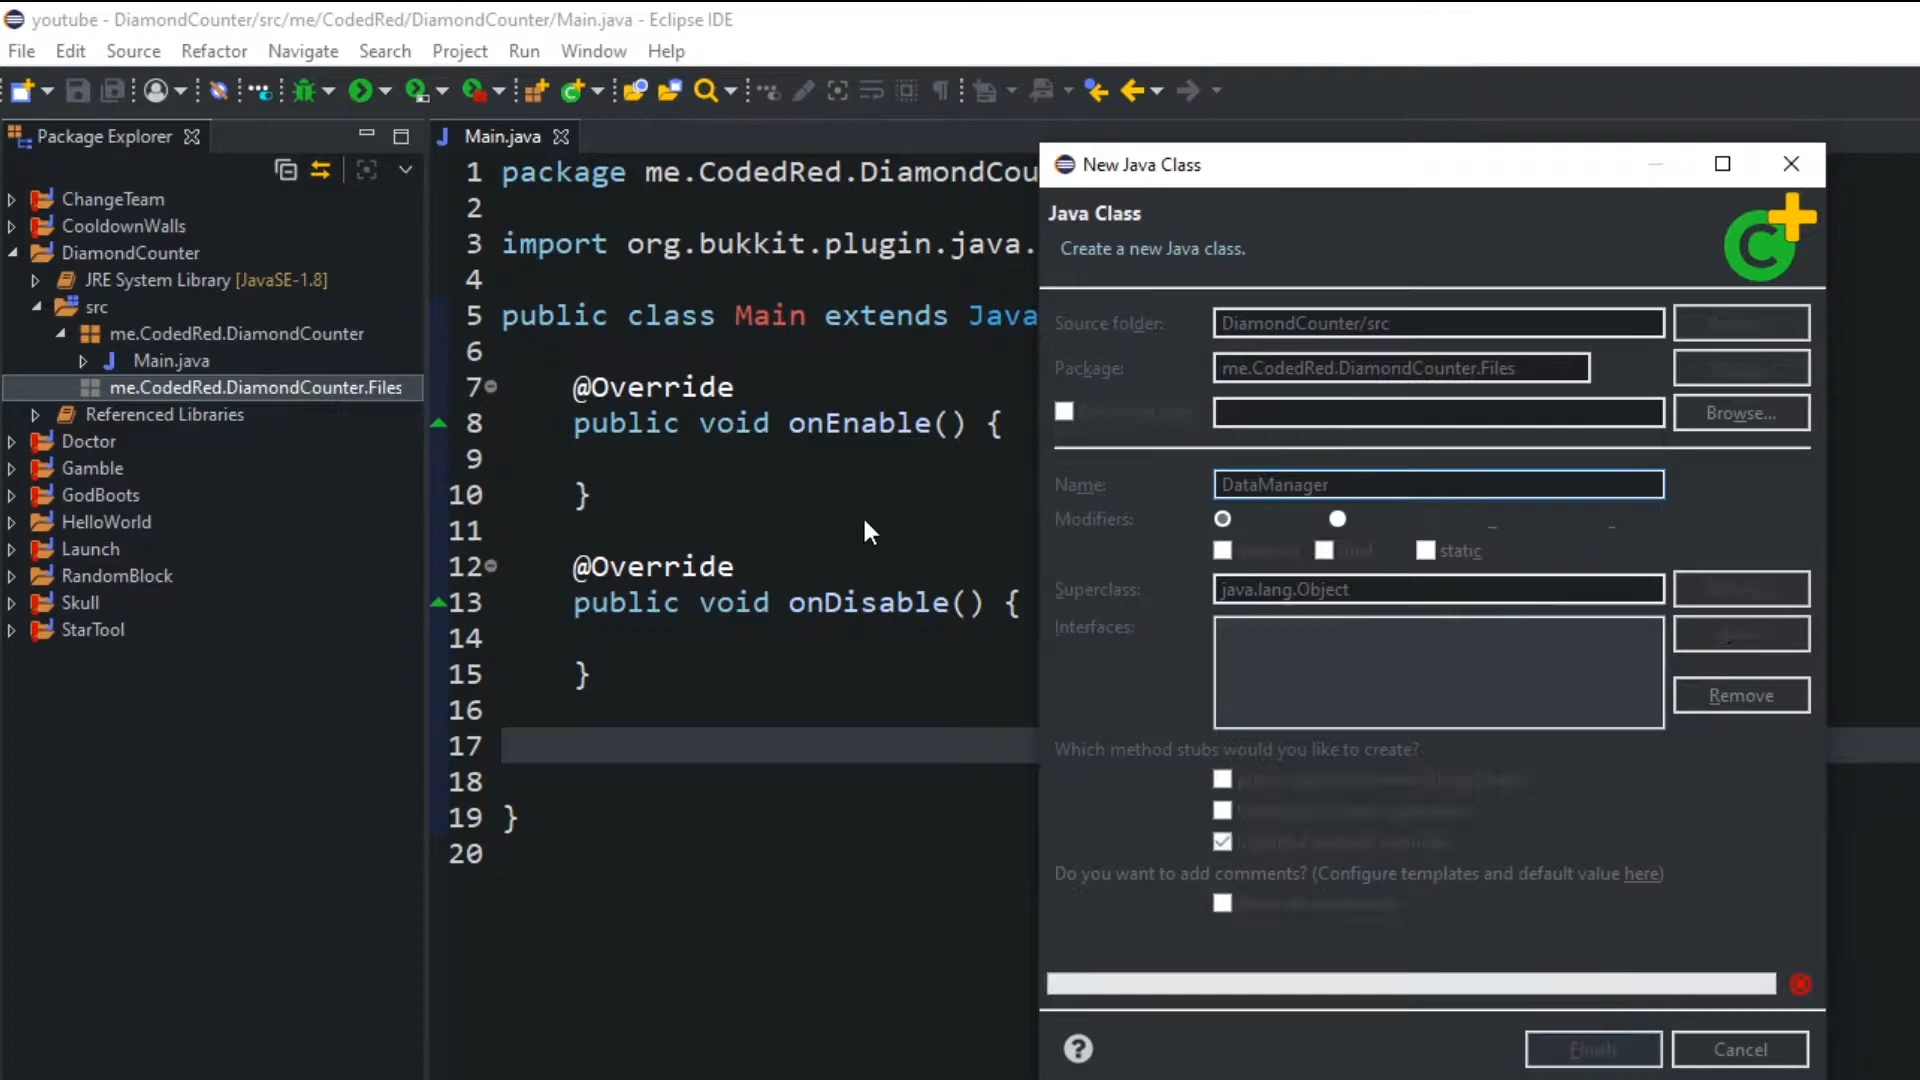 youtube - DiamondCounter/src/me/CodedRed/DiamondCounter/Main.java - Eclipse IDE
File Edit Source Refactor Navigate Search Project Run Window Help
Package Explorer
ChangeTeam
CooldownWalls
DiamondCounter
JRE System Library [JavaSE-1.8]
src
me.CodedRed.DiamondCounter
Main.java
me.CodedRed.DiamondCounter.Files
Referenced Libraries
Doctor
Gamble
GodBoots
HelloWorld
Launch
RandomBlock
Skull
StarTool
Main.java
1 package me.CodedRed.DiamondCou
2
3 import org.bukkit.plugin.java.
4
5 public class Main extends Java
6
7 @Override
8 public void onEnable() {
9
10 }
11
12 @Override
13 public void onDisable() {
14
15 }
16
17
18
19 }
20
New Java Class
Java Class
Create a new Java class.
Source folder: DiamondCounter/src
Package: me.CodedRed.DiamondCounter.Files
Browse...
Name: DataManager
Modifiers:
static
Superclass: java.lang.Object
Interfaces:
Remove
Which method stubs would you like to create?
Do you want to add comments? (Configure templates and default value here)
Finish Cancel